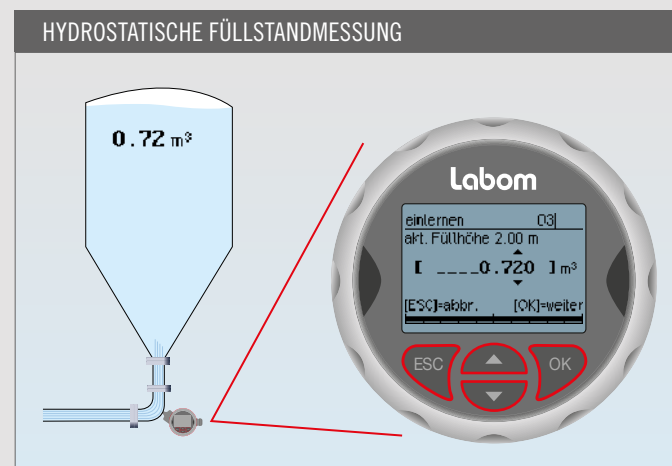 HYDROSTATISCHE FÜLLSTANDMESSUNG
0.72 m³
Labom
einlernen 03
akt. Füllhöhe 2.00 m
[ ____0.720 ] m³
[ESC]=abbr. [OK]=weiter
ESC
OK